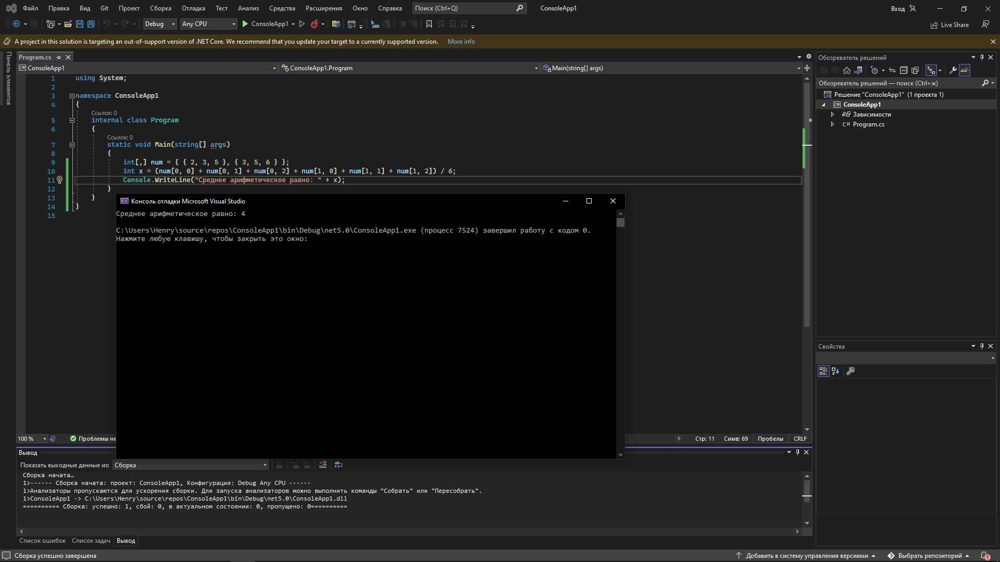 Файл Правка Вид Git Проект Сборка Отладка Тест Анализ Средства Расширения Окно Справка Поиск (Ctrl+Q) ConsoleApp1 Вход
Debug Any CPU ConsoleApp1 Live Share
A project in this solution is targeting an out-of-support version of .NET Core. We recommend that you update your target to a currently supported version. More info
Панель элементов
Program.cs
ConsoleApp1 ConsoleApp1.Program Main(string[] args)
1 using System;
2
3 namespace ConsoleApp1
4 {
Ссылок: 0
5 internal class Program
6 {
Ссылок: 0
7 static void Main(string[] args)
8 {
9 int[,] num = { { 2, 3, 5 }, { 3, 5, 6 } };
10 int x = (num[0, 0] + num[0, 1] + num[0, 2] + num[1, 0] + num[1, 1] + num[1, 2]) / 6;
11 Console.WriteLine("Среднее арифметическое равно: " + x);
12 }
13 }
14 }
15
Консоль отладки Microsoft Visual Studio
Среднее арифметическое равно: 4
C:\Users\Henry\source\repos\ConsoleApp1\bin\Debug\net5.0\ConsoleApp1.exe (процесс 7524) завершил работу с кодом 0.
Нажмите любую клавишу, чтобы закрыть это окно:
100 % Проблемы не Стр: 11 Симв: 69 Пробелы CRLF
Вывод
Показать выходные данные из: Сборка
Сборка начата…
1>------ Сборка начата: проект: ConsoleApp1, Конфигурация: Debug Any CPU ------
1>Анализаторы пропускаются для ускорения сборки. Для запуска анализаторов можно выполнить команды "Собрать" или "Пересобрать".
1>ConsoleApp1 -> C:\Users\Henry\source\repos\ConsoleApp1\bin\Debug\net5.0\ConsoleApp1.dll
========== Сборка: успешно: 1, сбой: 0, в актуальном состоянии: 0, пропущено: 0==========
Список ошибок Список задач Вывод
Обозреватель решений
Обозреватель решений — поиск (Ctrl+ж)
Решение "ConsoleApp1" (1 проекта 1)
ConsoleApp1
Зависимости
C# Program.cs
Свойства
Сборка успешно завершена Добавить в систему управления версиями Выбрать репозиторий 1